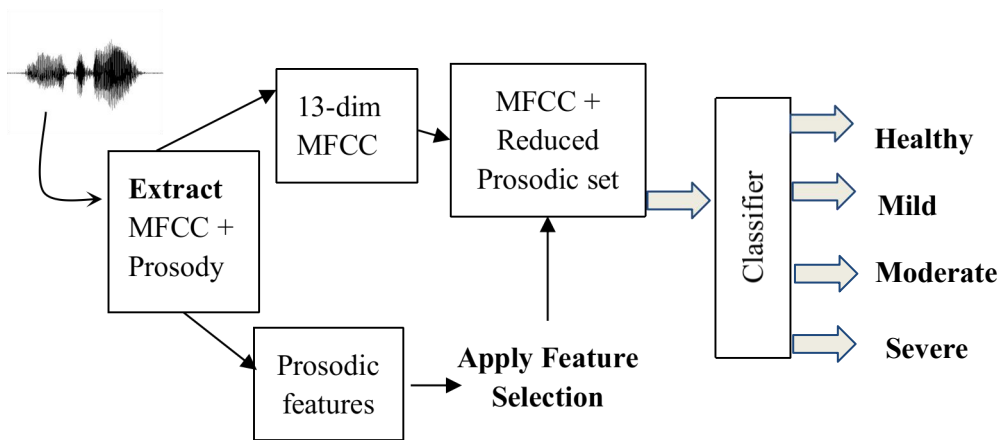 Extract
MFCC +
Prosody
13-dim
MFCC
Prosodic
features
Apply Feature
Selection
MFCC +
Reduced
Prosodic set
Classifier
Healthy
Mild
Moderate
Severe